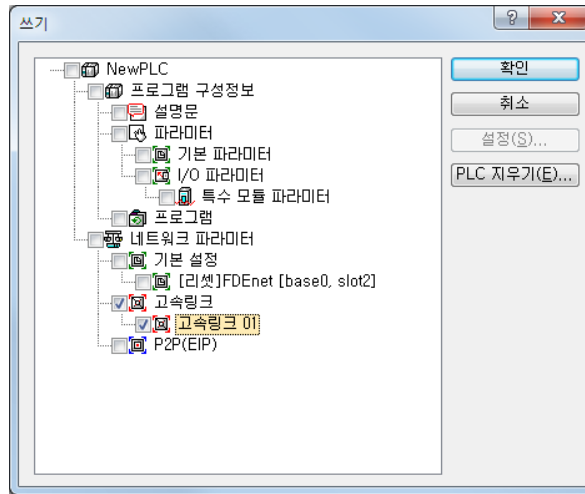 쓰기
NewPLC
프로그램 구성정보
설명문
파라미터
기본 파라미터
I/O 파라미터
특수 모듈 파라미터
프로그램
네트워크 파라미터
기본 설정
[리셋]FDEnet [base0, slot2]
고속링크
고속링크 01
P2P(EIP)
확인
취소
설정(S)...
PLC 지우기(E)...